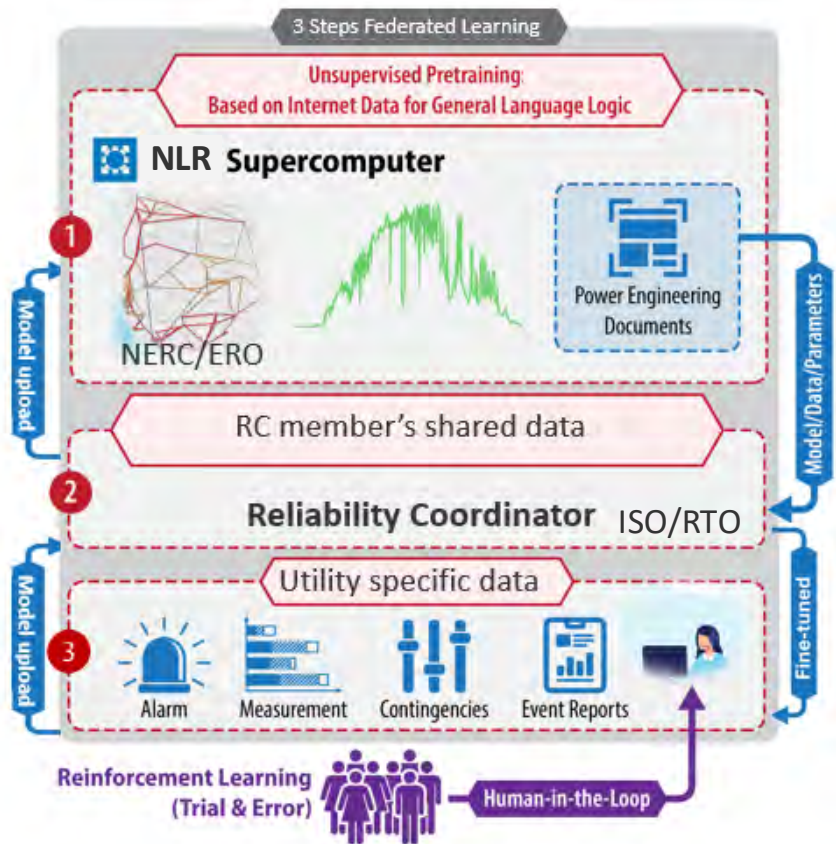 3 Steps Federated Learning
Unsupervised Pretraining:
Based on Internet Data for General Language Logic
NLR Supercomputer
1
NERC/ERO
Power Engineering
Documents
Model upload
Model/Data/Parameters
RC member's shared data
2
Reliability Coordinator ISO/RTO
Utility specific data
Model upload
3
Fine-tuned
Alarm
Measurement
Contingencies
Event Reports
Reinforcement Learning
(Trial & Error)
Human-in-the-Loop